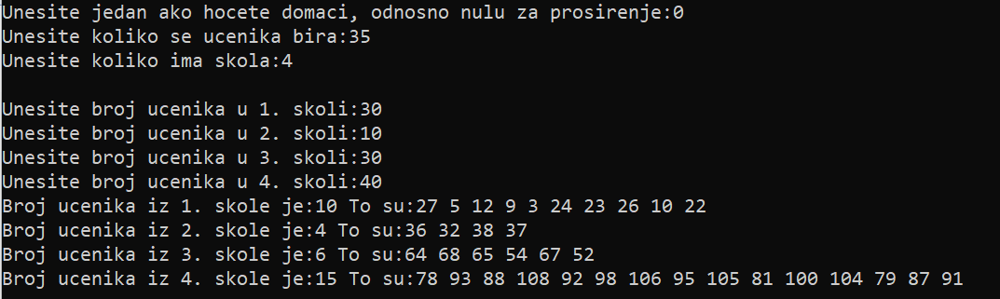 Unesite jedan ako hocete domaci, odnosno nulu za prosirenje:0
Unesite koliko se ucenika bira:35
Unesite koliko ima skola:4
Unesite broj ucenika u 1. skoli:30
Unesite broj ucenika u 2. skoli:10
Unesite broj ucenika u 3. skoli:30
Unesite broj ucenika u 4. skoli:40
Broj ucenika iz 1. skole je:10 To su:27 5 12 9 3 24 23 26 10 22
Broj ucenika iz 2. skole je:4 To su:36 32 38 37
Broj ucenika iz 3. skole je:6 To su:64 68 65 54 67 52
Broj ucenika iz 4. skole je:15 To su:78 93 88 108 92 98 106 95 105 81 100 104 79 87 91